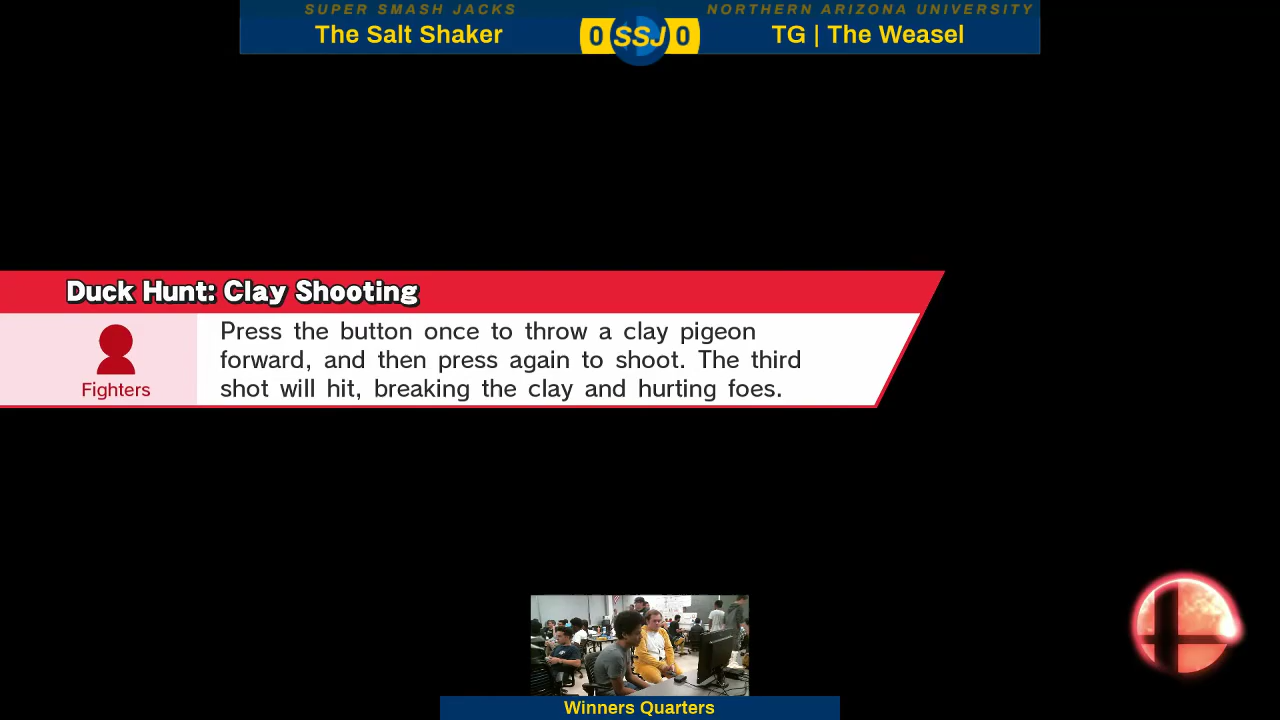 SUPER SMASH JACKS
NORTHERN ARIZONA UNIVERSITY
The Salt Shaker
0 SSJ 0
TG | The Weasel
Duck Hunt: Clay Shooting
Fighters
Press the button once to throw a clay pigeon
forward, and then press again to shoot. The third
shot will hit, breaking the clay and hurting foes.
Winners Quarters